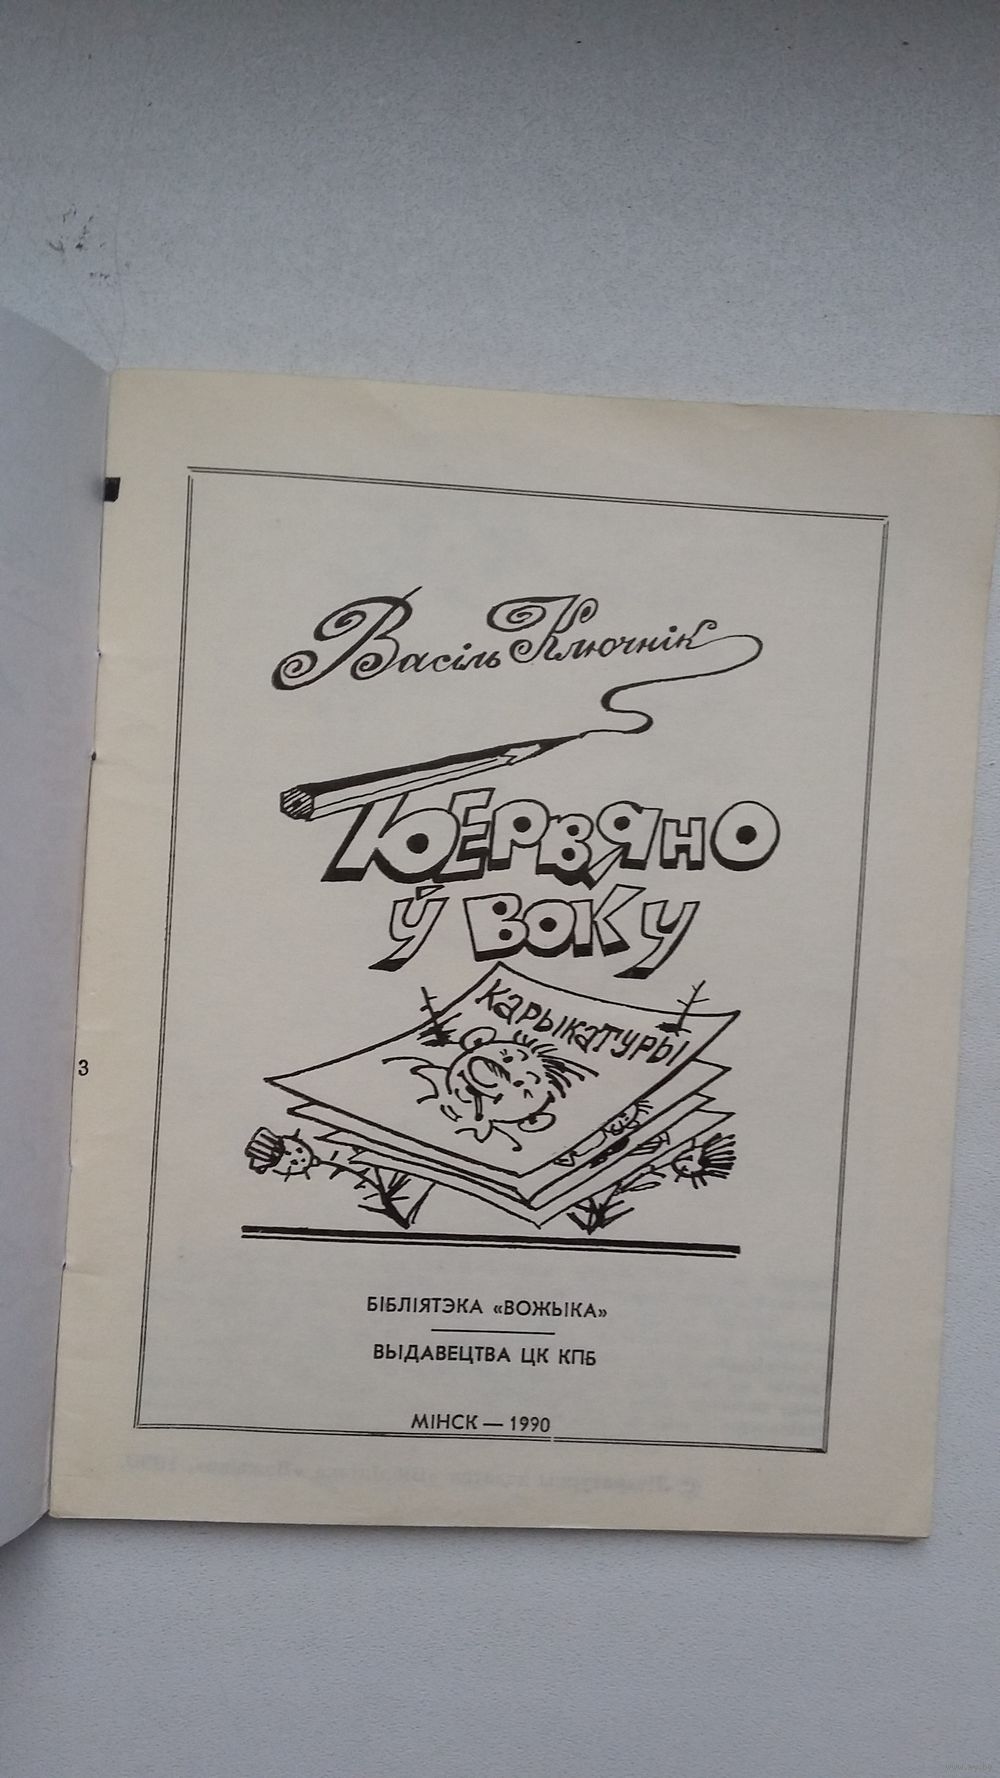 Васіль Ключнік
БЕРВЯНО
Ў ВОКУ
КАРЫКАТУРЫ
3
БІБЛІЯТЭКА «ВОЖЫКА»
ВЫДАВЕЦТВА ЦК КПБ
МІНСК — 1990